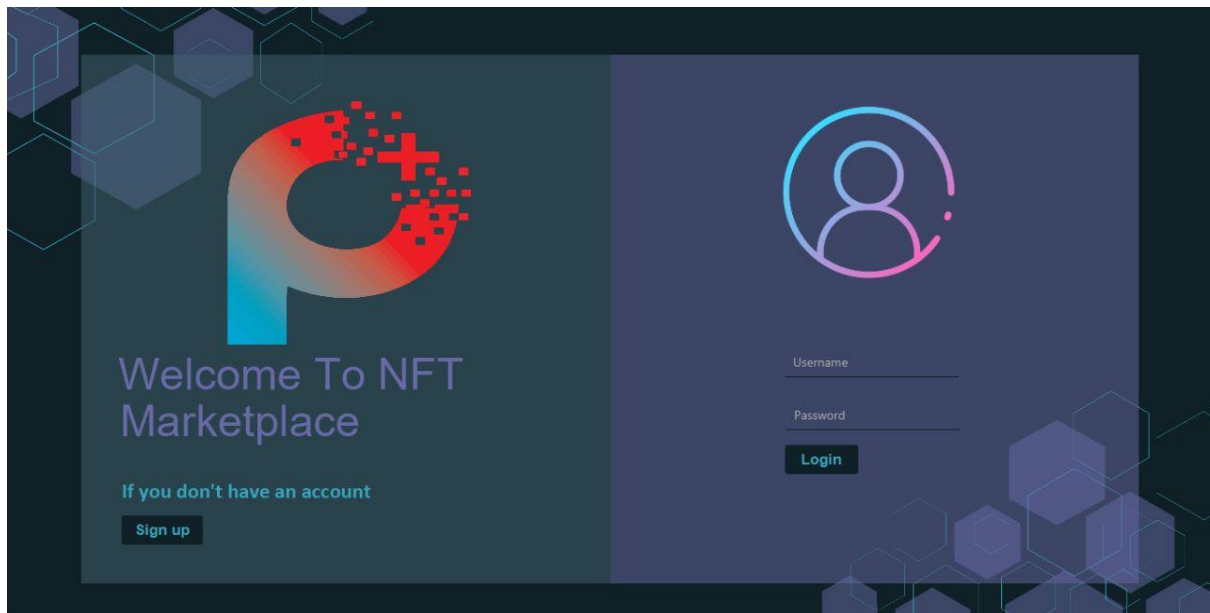 Welcome To NFT
Marketplace
If you don't have an account
Sign up
Username
Password
Login